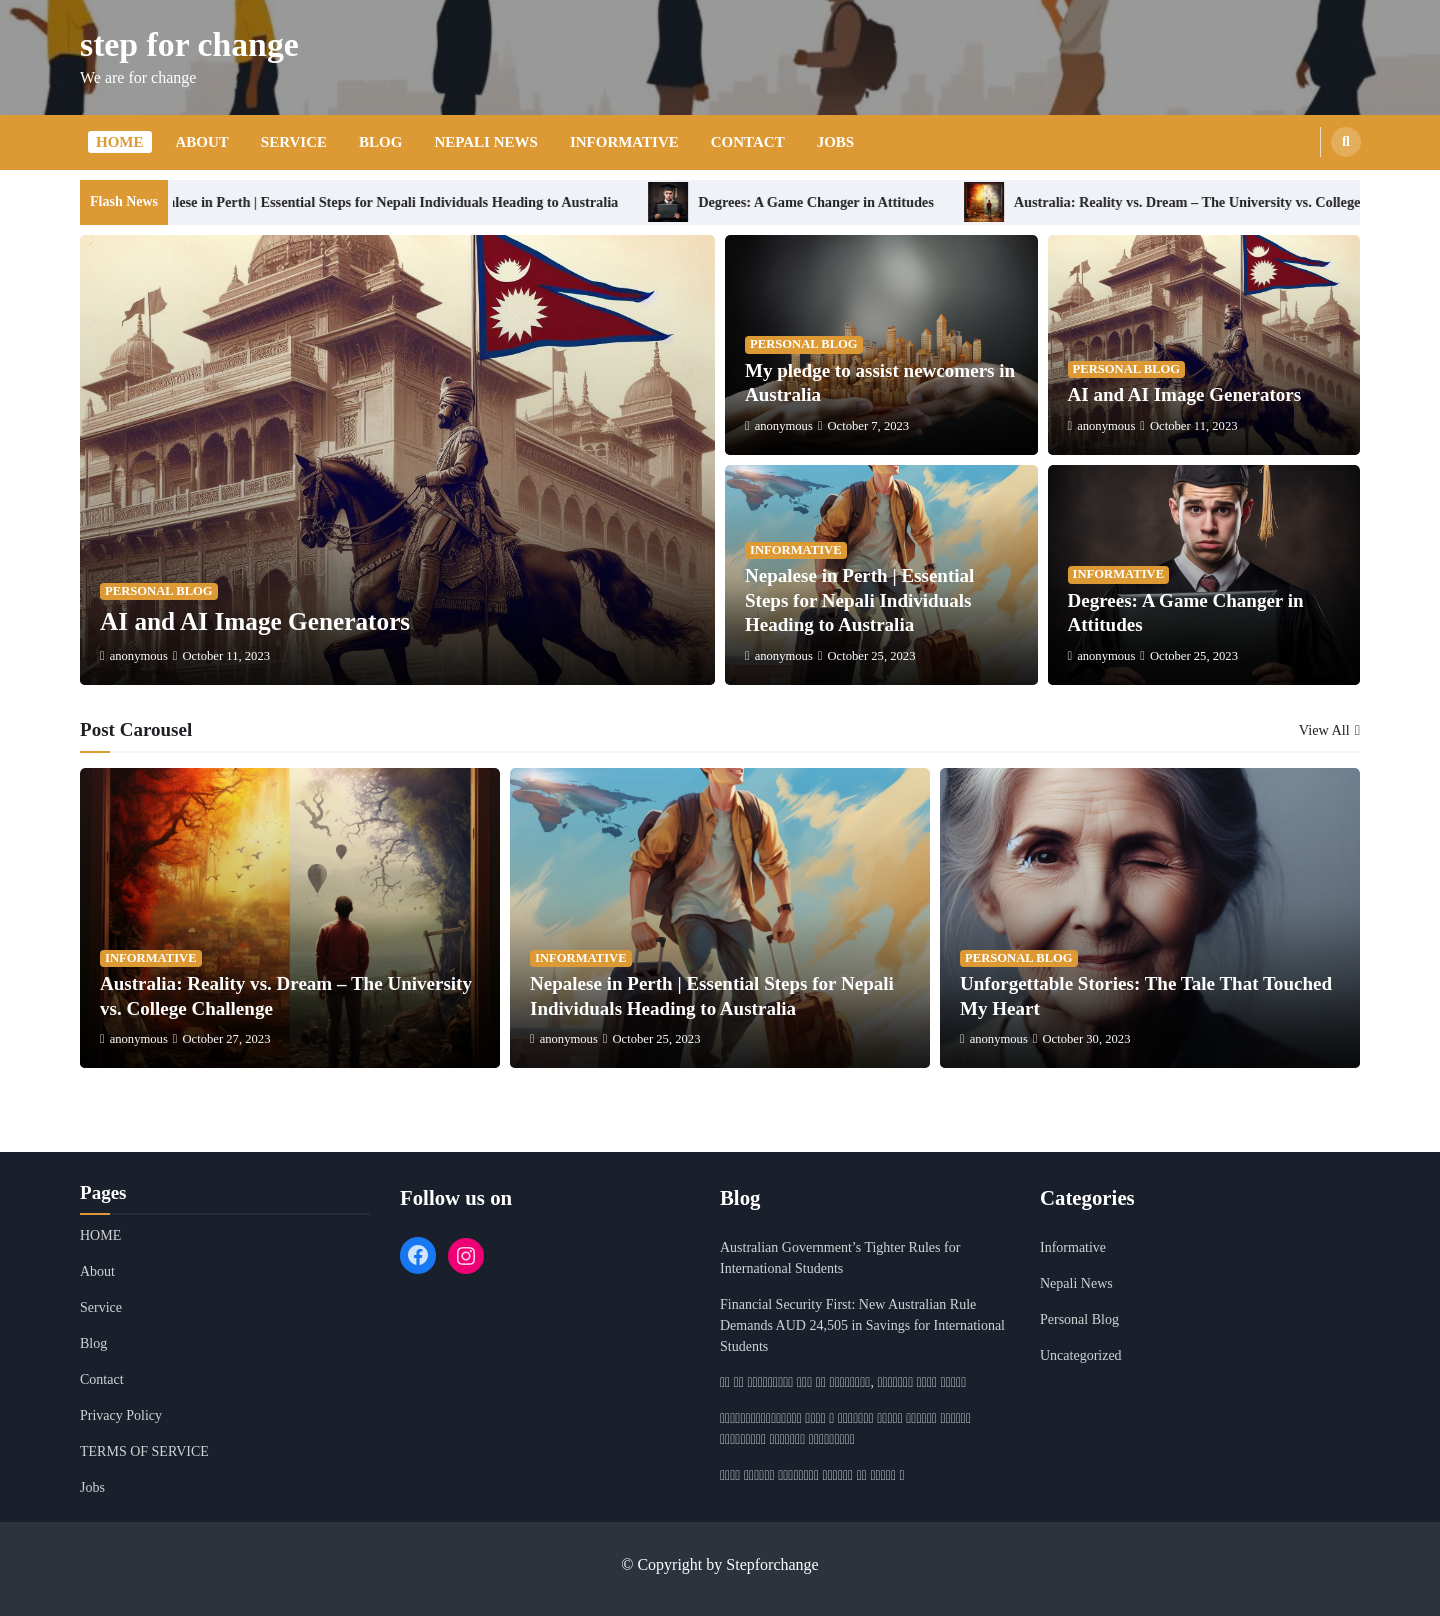 step for change
We are for change
HOME ABOUT SERVICE BLOG NEPALI NEWS INFORMATIVE CONTACT JOBS
Flash News
in Perth | Essential Steps for Nepali Individuals Heading to Australia
Degrees: A Game Changer in Attitudes
Australia: Reality vs. Dream – The University vs. College
PERSONAL BLOG
AI and AI Image Generators
anonymous October 11, 2023
PERSONAL BLOG
My pledge to assist newcomers in
Australia
anonymous October 7, 2023
PERSONAL BLOG
AI and AI Image Generators
anonymous October 11, 2023
INFORMATIVE
Nepalese in Perth | Essential
Steps for Nepali Individuals
Heading to Australia
anonymous October 25, 2023
INFORMATIVE
Degrees: A Game Changer in
Attitudes
anonymous October 25, 2023
Post Carousel
View All
INFORMATIVE
Australia: Reality vs. Dream – The University
vs. College Challenge
anonymous October 27, 2023
INFORMATIVE
Nepalese in Perth | Essential Steps for Nepali
Individuals Heading to Australia
anonymous October 25, 2023
PERSONAL BLOG
Unforgettable Stories: The Tale That Touched
My Heart
anonymous October 30, 2023
Pages
HOME
About
Service
Blog
Contact
Privacy Policy
TERMS OF SERVICE
Jobs
Follow us on
Blog
Australian Government’s Tighter Rules for
International Students
Financial Security First: New Australian Rule
Demands AUD 24,505 in Savings for International
Students
Categories
Informative
Nepali News
Personal Blog
Uncategorized
© Copyright by Stepforchange